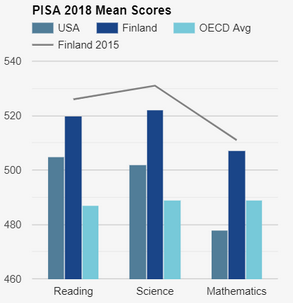 PISA 2018 Mean Scores
USA Finland OECD Avg
Finland 2015
540
520
500
480
460
Reading Science Mathematics